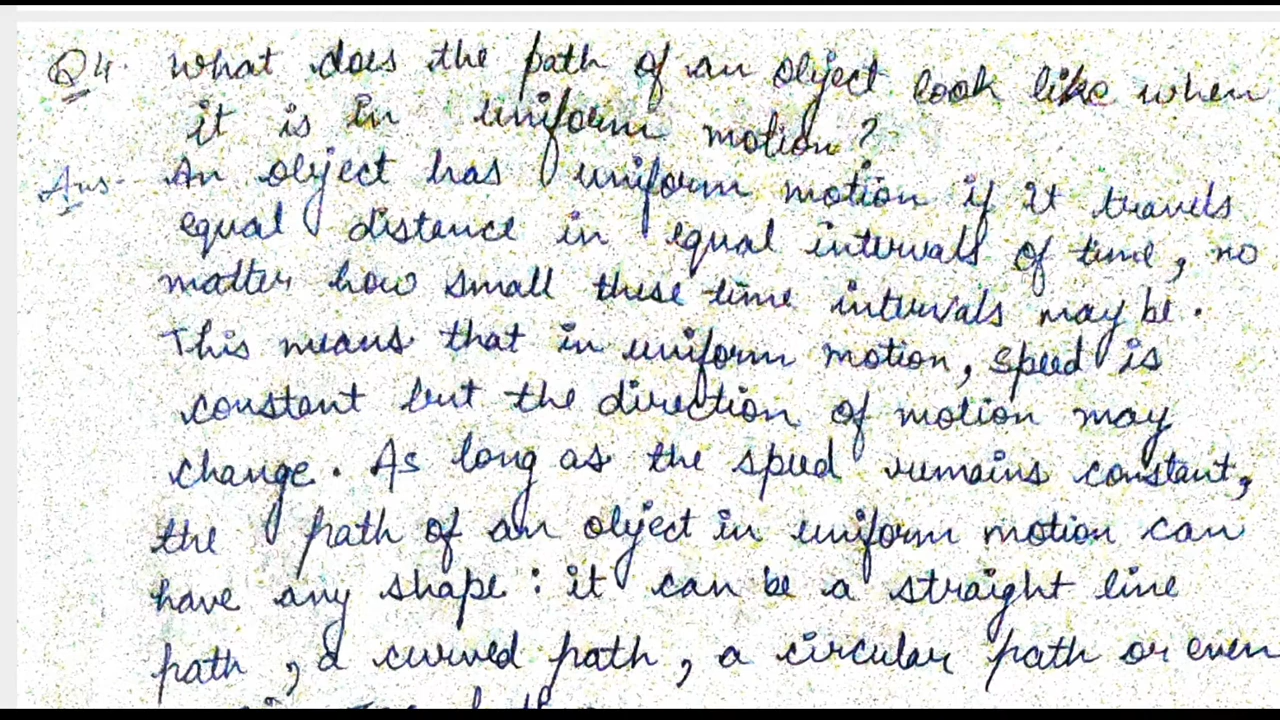 Q4. What does the path of an object look like when
it is in uniform motion?
Ans- An object has uniform motion if it travels
equal distance in equal intervals of time, no
matter how small these time intervals may be.
This means that in uniform motion, speed is
constant but the direction of motion may
change. As long as the speed remains constant,
the path of an object in uniform motion can
have any shape: it can be a straight line
path, a curved path, a circular path or even